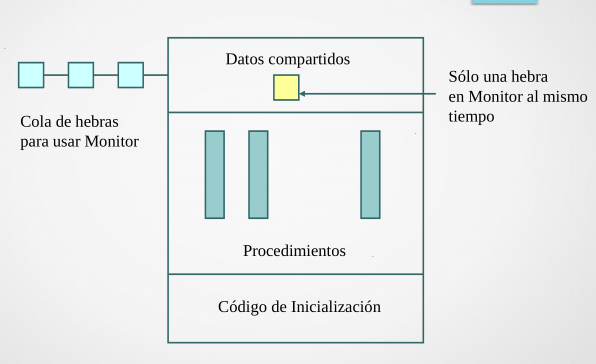 Datos compartidos
Sólo una hebra
en Monitor al mismo
tiempo
Cola de hebras
para usar Monitor
Procedimientos
Código de Inicialización